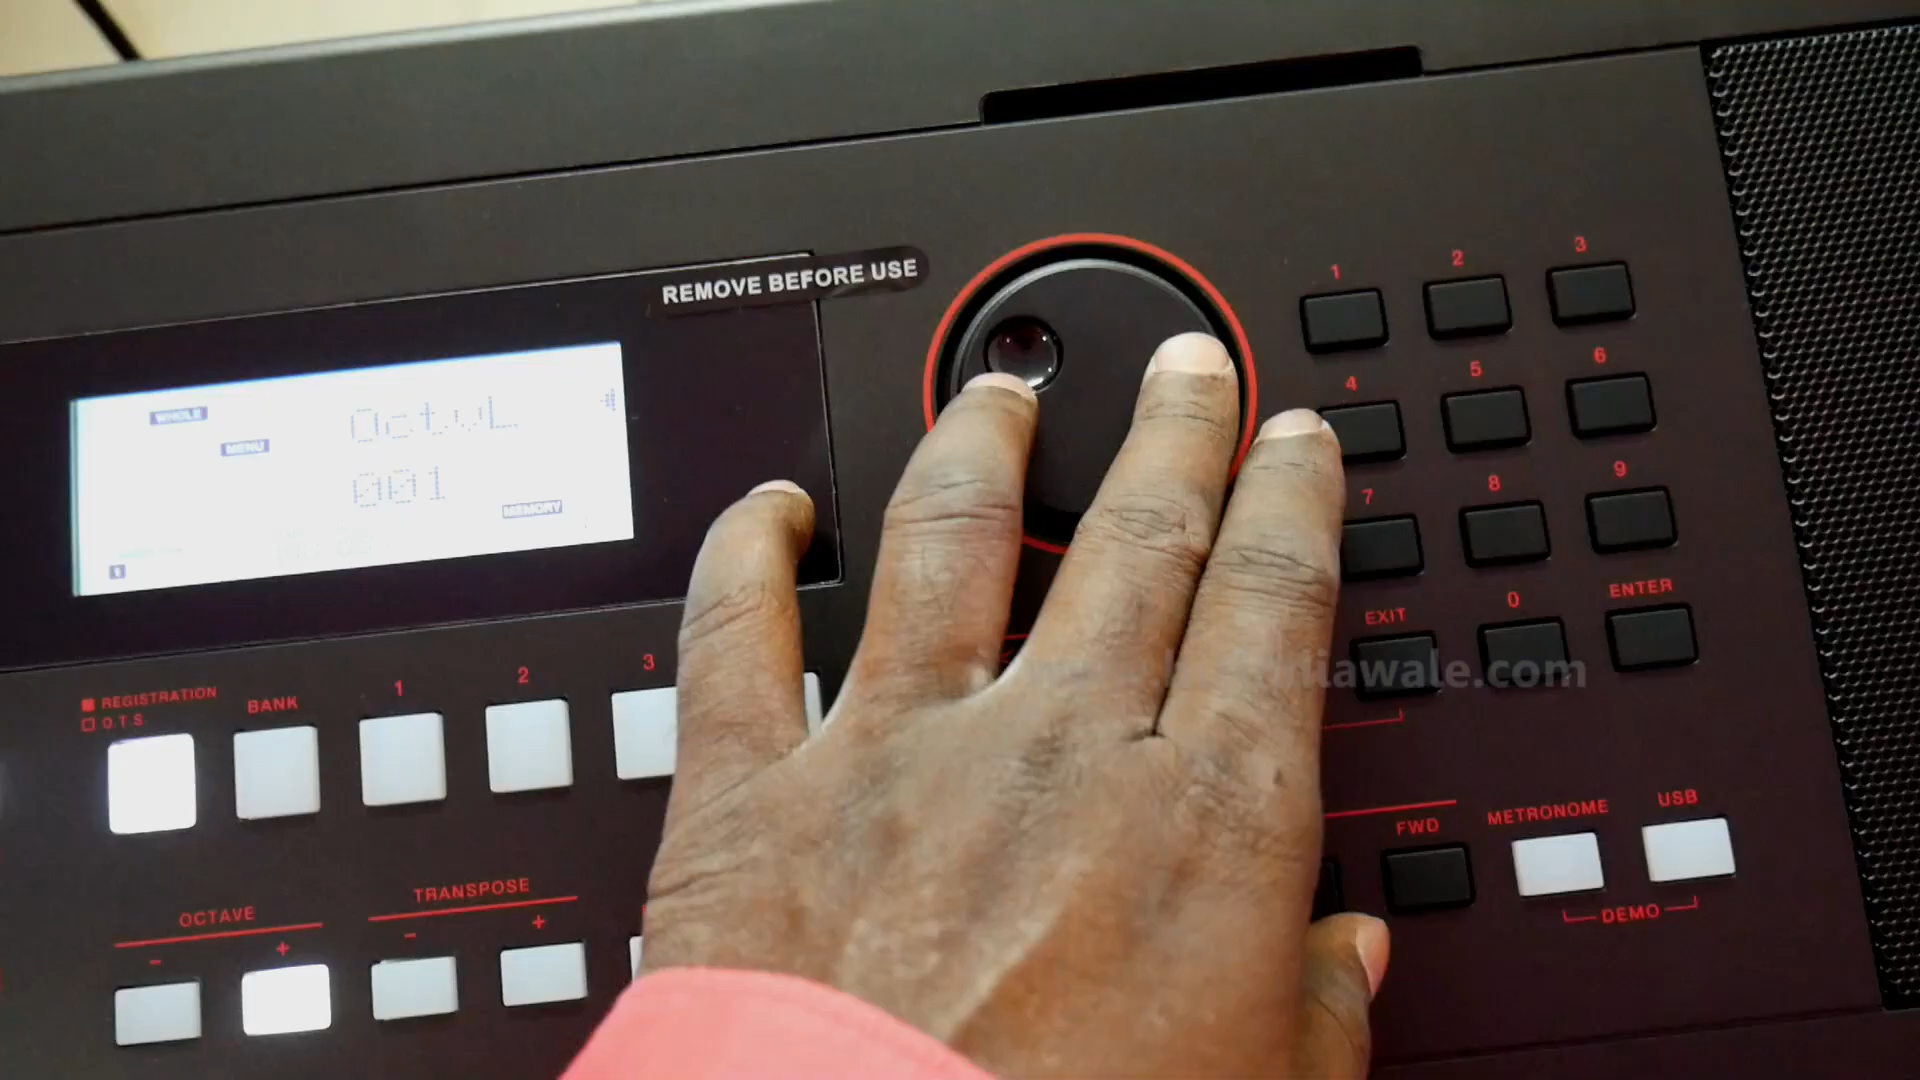 REMOVE BEFORE USE
WHOLE
OctvL
MENU
001
MEMORY
1
1 2 3
4 5 6
7 8 9
EXIT 0 ENTER
REGISTRATION
O.T.S
BANK 1 2 3
OCTAVE
- +
TRANSPOSE
- +
FWD
METRONOME USB
DEMO